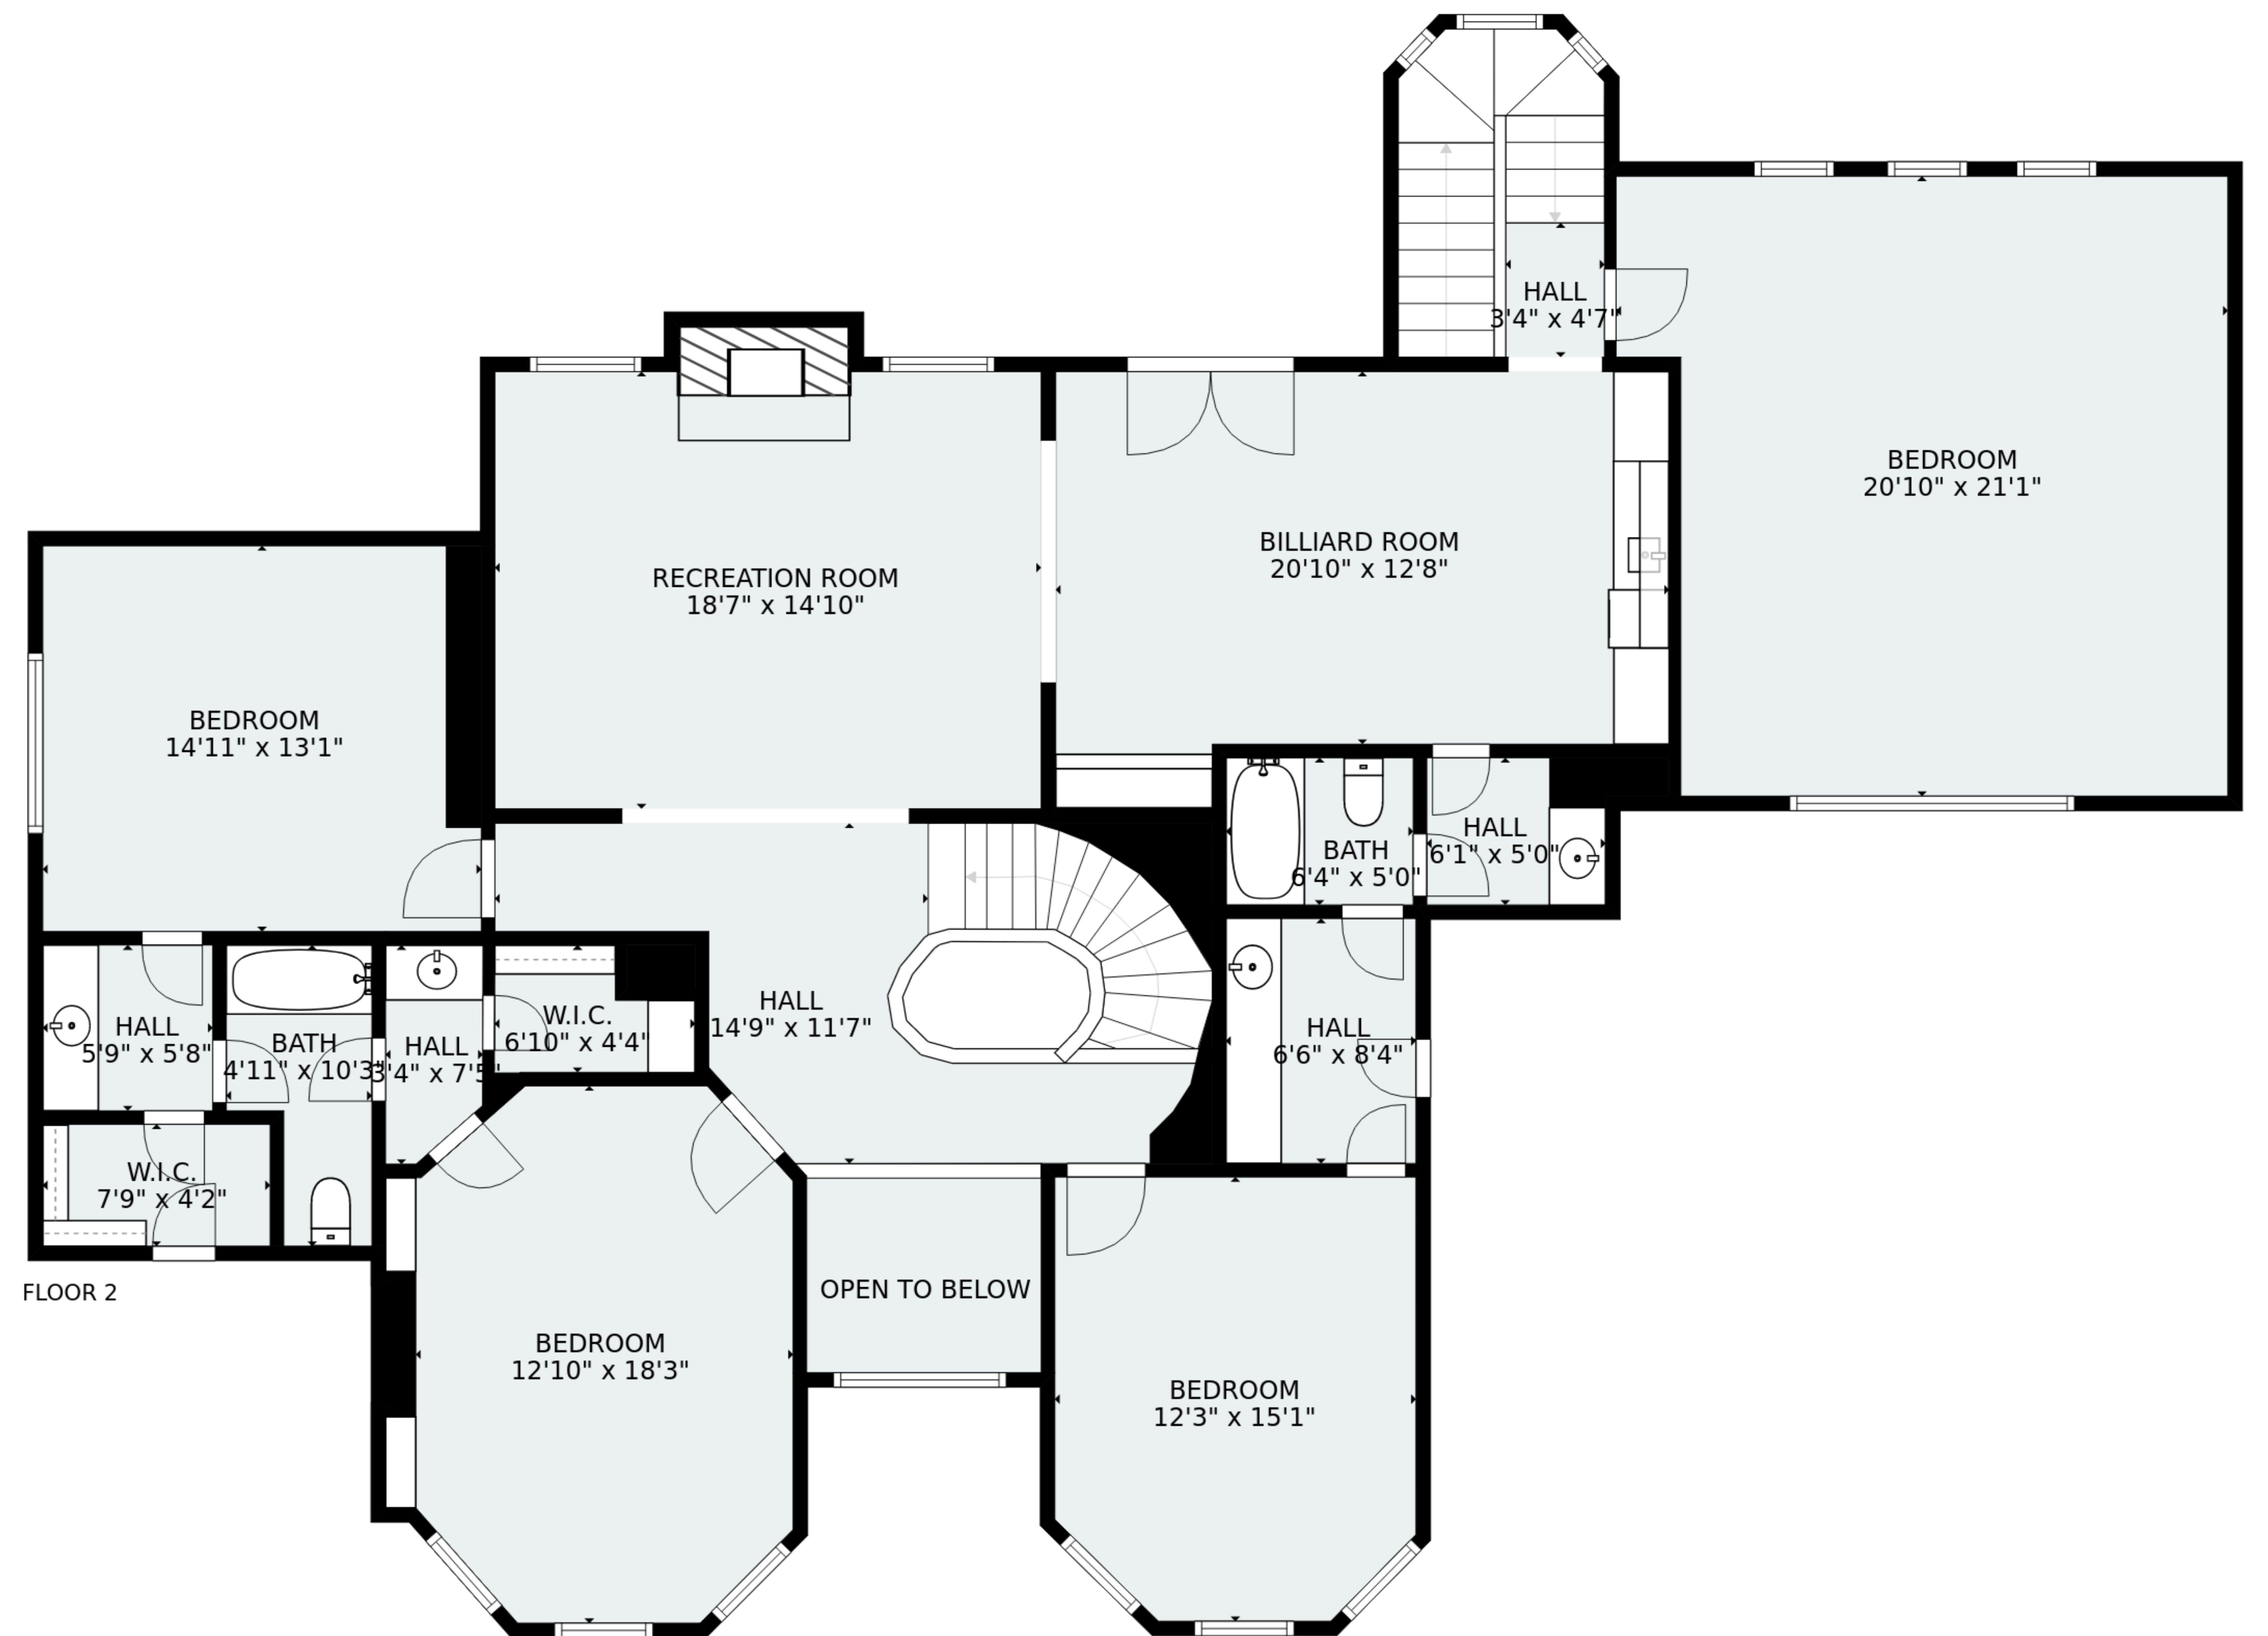 HALL
3'4" x 4'7"
BEDROOM
20'10" x 21'1"
BILLIARD ROOM
20'10" x 12'8"
RECREATION ROOM
18'7" x 14'10"
BEDROOM
14'11" x 13'1"
HALL
6'1" x 5'0"
BATH
6'4" x 5'0"
HALL
14'9" x 11'7"
W.I.C.
6'10" x 4'4"
HALL
5'9" x 5'8"
BATH
4'11" x 10'3"
HALL
3'4" x 7'5"
HALL
6'6" x 8'4"
W.I.C.
7'9" x 4'2"
FLOOR 2
OPEN TO BELOW
BEDROOM
12'10" x 18'3"
BEDROOM
12'3" x 15'1"